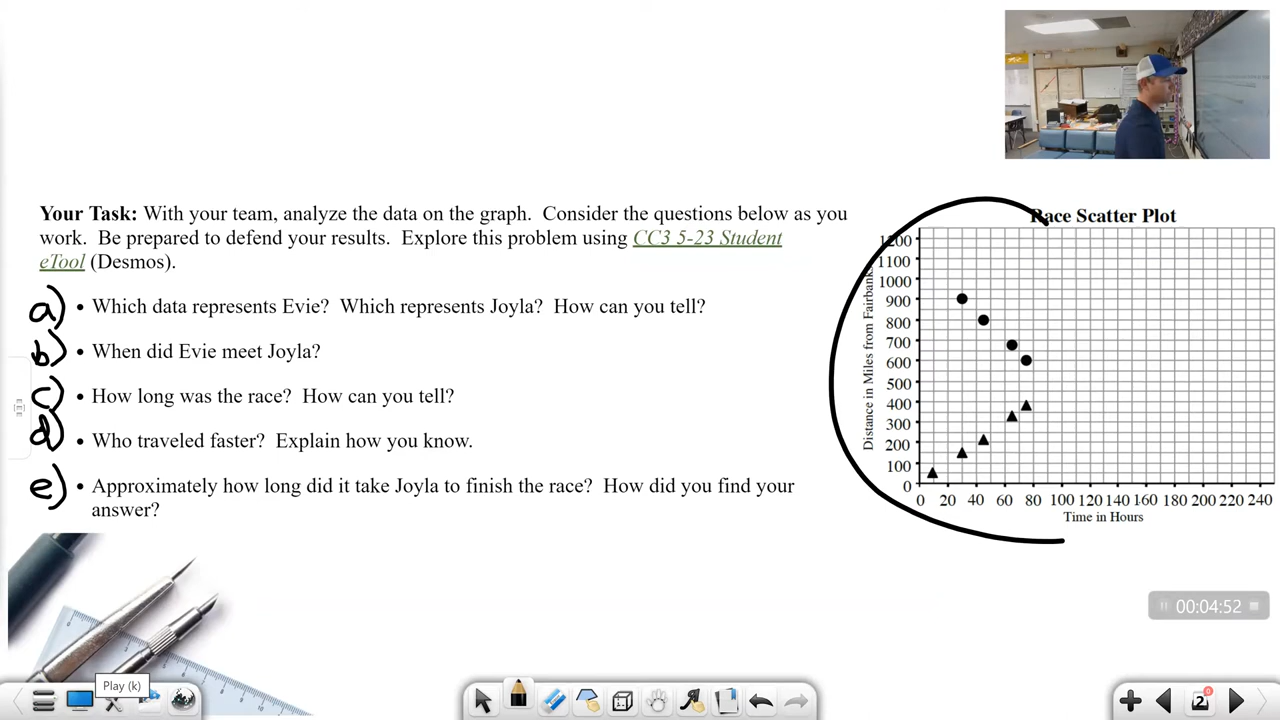 Your Task: With your team, analyze the data on the graph. Consider the questions below as you
work. Be prepared to defend your results. Explore this problem using CC3 5-23 Student
eTool (Desmos).
a) • Which data represents Evie? Which represents Joyla? How can you tell?
b) • When did Evie meet Joyla?
c) • How long was the race? How can you tell?
d) • Who traveled faster? Explain how you know.
e) • Approximately how long did it take Joyla to finish the race? How did you find your
answer?
Race Scatter Plot
Distance in Miles from Fairbanks
1200
1100
1000
900
800
700
600
500
400
300
200
100
0
0 20 40 60 80 100 120 140 160 180 200 220 240
Time in Hours
00:04:52
Play (k)
2
0